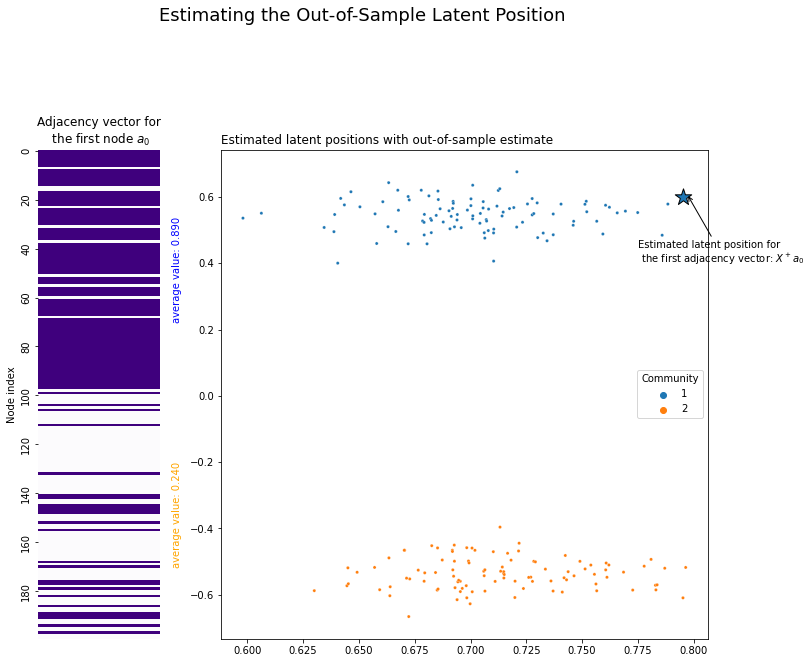 Estimating the Out-of-Sample Latent Position
Adjacency vector for
the first node $a_0$
Node index
0
20
40
60
80
100
120
140
160
180
average value: 0.890
average value: 0.240
Estimated latent positions with out-of-sample estimate
0.6
0.4
0.2
0.0
−0.2
−0.4
−0.6
0.600
0.625
0.650
0.675
0.700
0.725
0.750
0.775
0.800
Estimated latent position for
the first adjacency vector: $X^+a_0$
Community
1
2